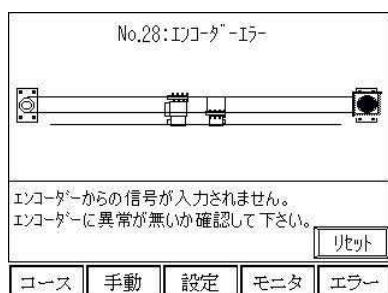 No.28:ｴﾝｺｰﾀﾞｰｴﾗｰ
ｴﾝｺｰﾀﾞｰからの信号が入力されません。
ｴﾝｺｰﾀﾞｰに異常が無いか確認して下さい。
ﾘｾｯﾄ
コース 手動 設定 モニタ エラー